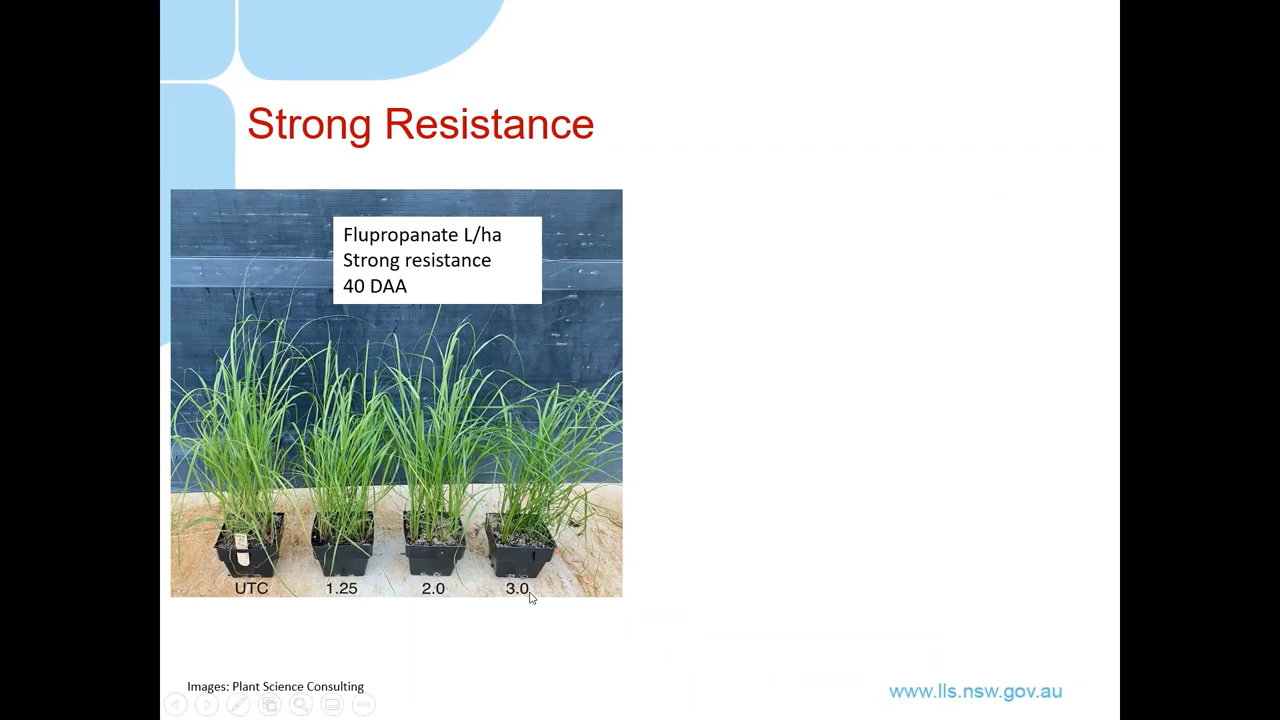 Strong Resistance
Flupropanate L/ha
Strong resistance
40 DAA
UTC 1.25 2.0 3.0
Images: Plant Science Consulting
www.lls.nsw.gov.au